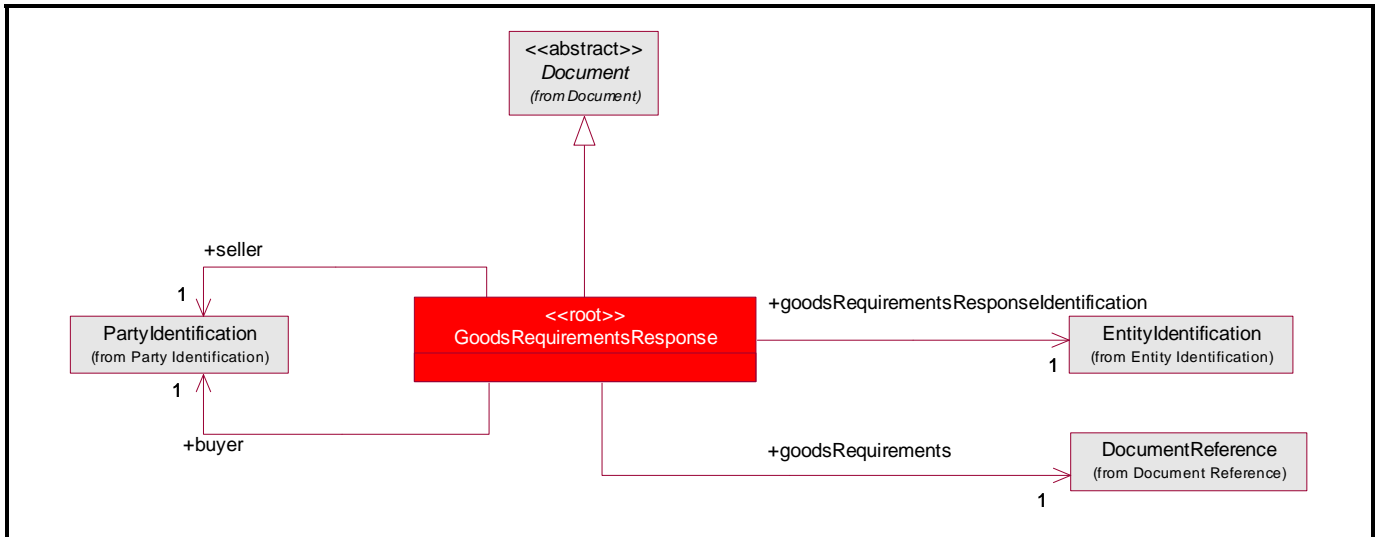 <<abstract>>
Document
(from Document)
+seller
1
PartyIdentification
(from Party Identification)
1
+buyer
<<root>>
GoodsRequirementsResponse
+goodsRequirementsResponseIdentification
1
EntityIdentification
(from Entity Identification)
+goodsRequirements
1
DocumentReference
(from Document Reference)